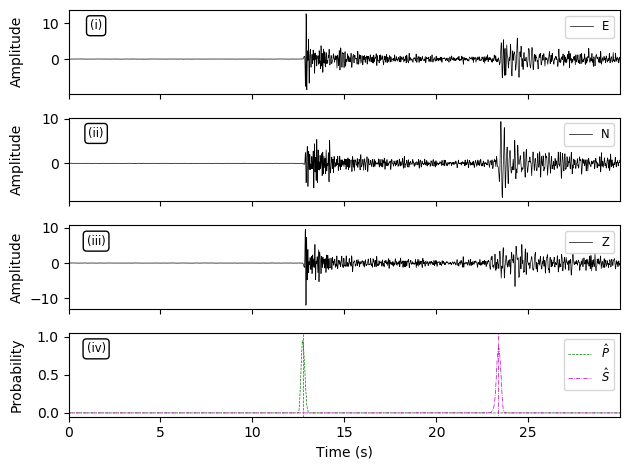 (i)
E
Amplitude
10
0
(ii)
N
Amplitude
10
0
(iii)
Z
Amplitude
10
0
−10
(iv)
P̂
Ŝ
Probability
1.0
0.5
0.0
0 5 10 15 20 25
Time (s)